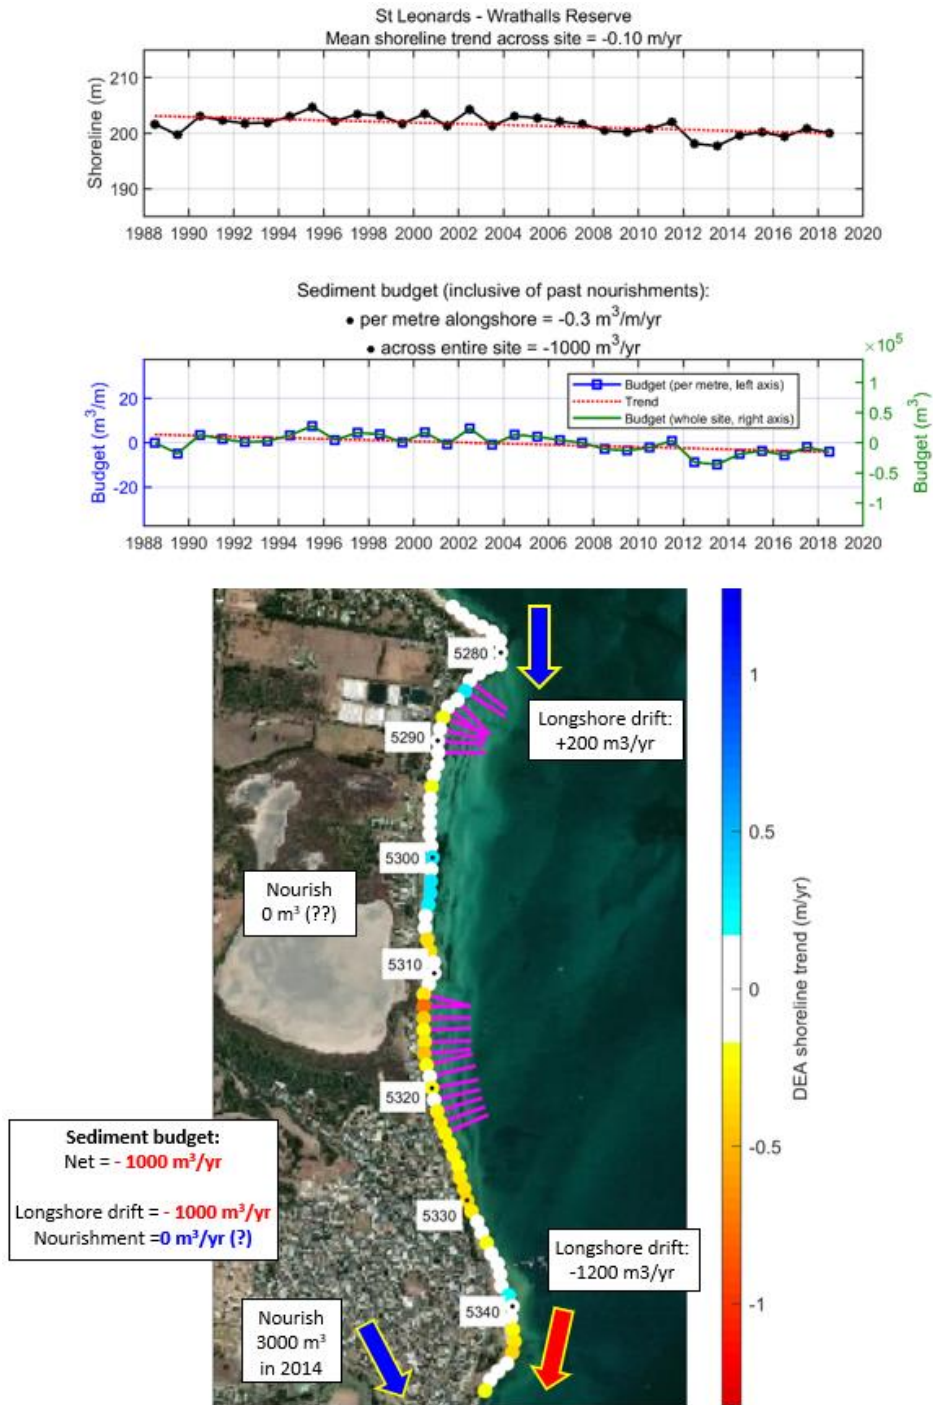 St Leonards - Wrathalls Reserve
Mean shoreline trend across site = -0.10 m/yr
Shoreline (m)
210
200
190
1988 1990 1992 1994 1996 1998 2000 2002 2004 2006 2008 2010 2012 2014 2016 2018 2020
Sediment budget (inclusive of past nourishments):
• per metre alongshore = -0.3 m³/m/yr
• across entire site = -1000 m³/yr
×10⁵
Budget (m³/m)
20
0
-20
Budget (per metre, left axis)
Trend
Budget (whole site, right axis)
1
0.5
0
-0.5
-1
Budget (m³)
1988 1990 1992 1994 1996 1998 2000 2002 2004 2006 2008 2010 2012 2014 2016 2018 2020
5280
Longshore drift:
+200 m3/yr
5290
5300
Nourish
0 m³ (??)
5310
5320
Sediment budget:
Net = - 1000 m³/yr
Longshore drift = - 1000 m³/yr
Nourishment =0 m³/yr (?)
5330
Longshore drift:
-1200 m3/yr
5340
Nourish
3000 m³
in 2014
1
0.5
0
-0.5
-1
DEA shoreline trend (m/yr)